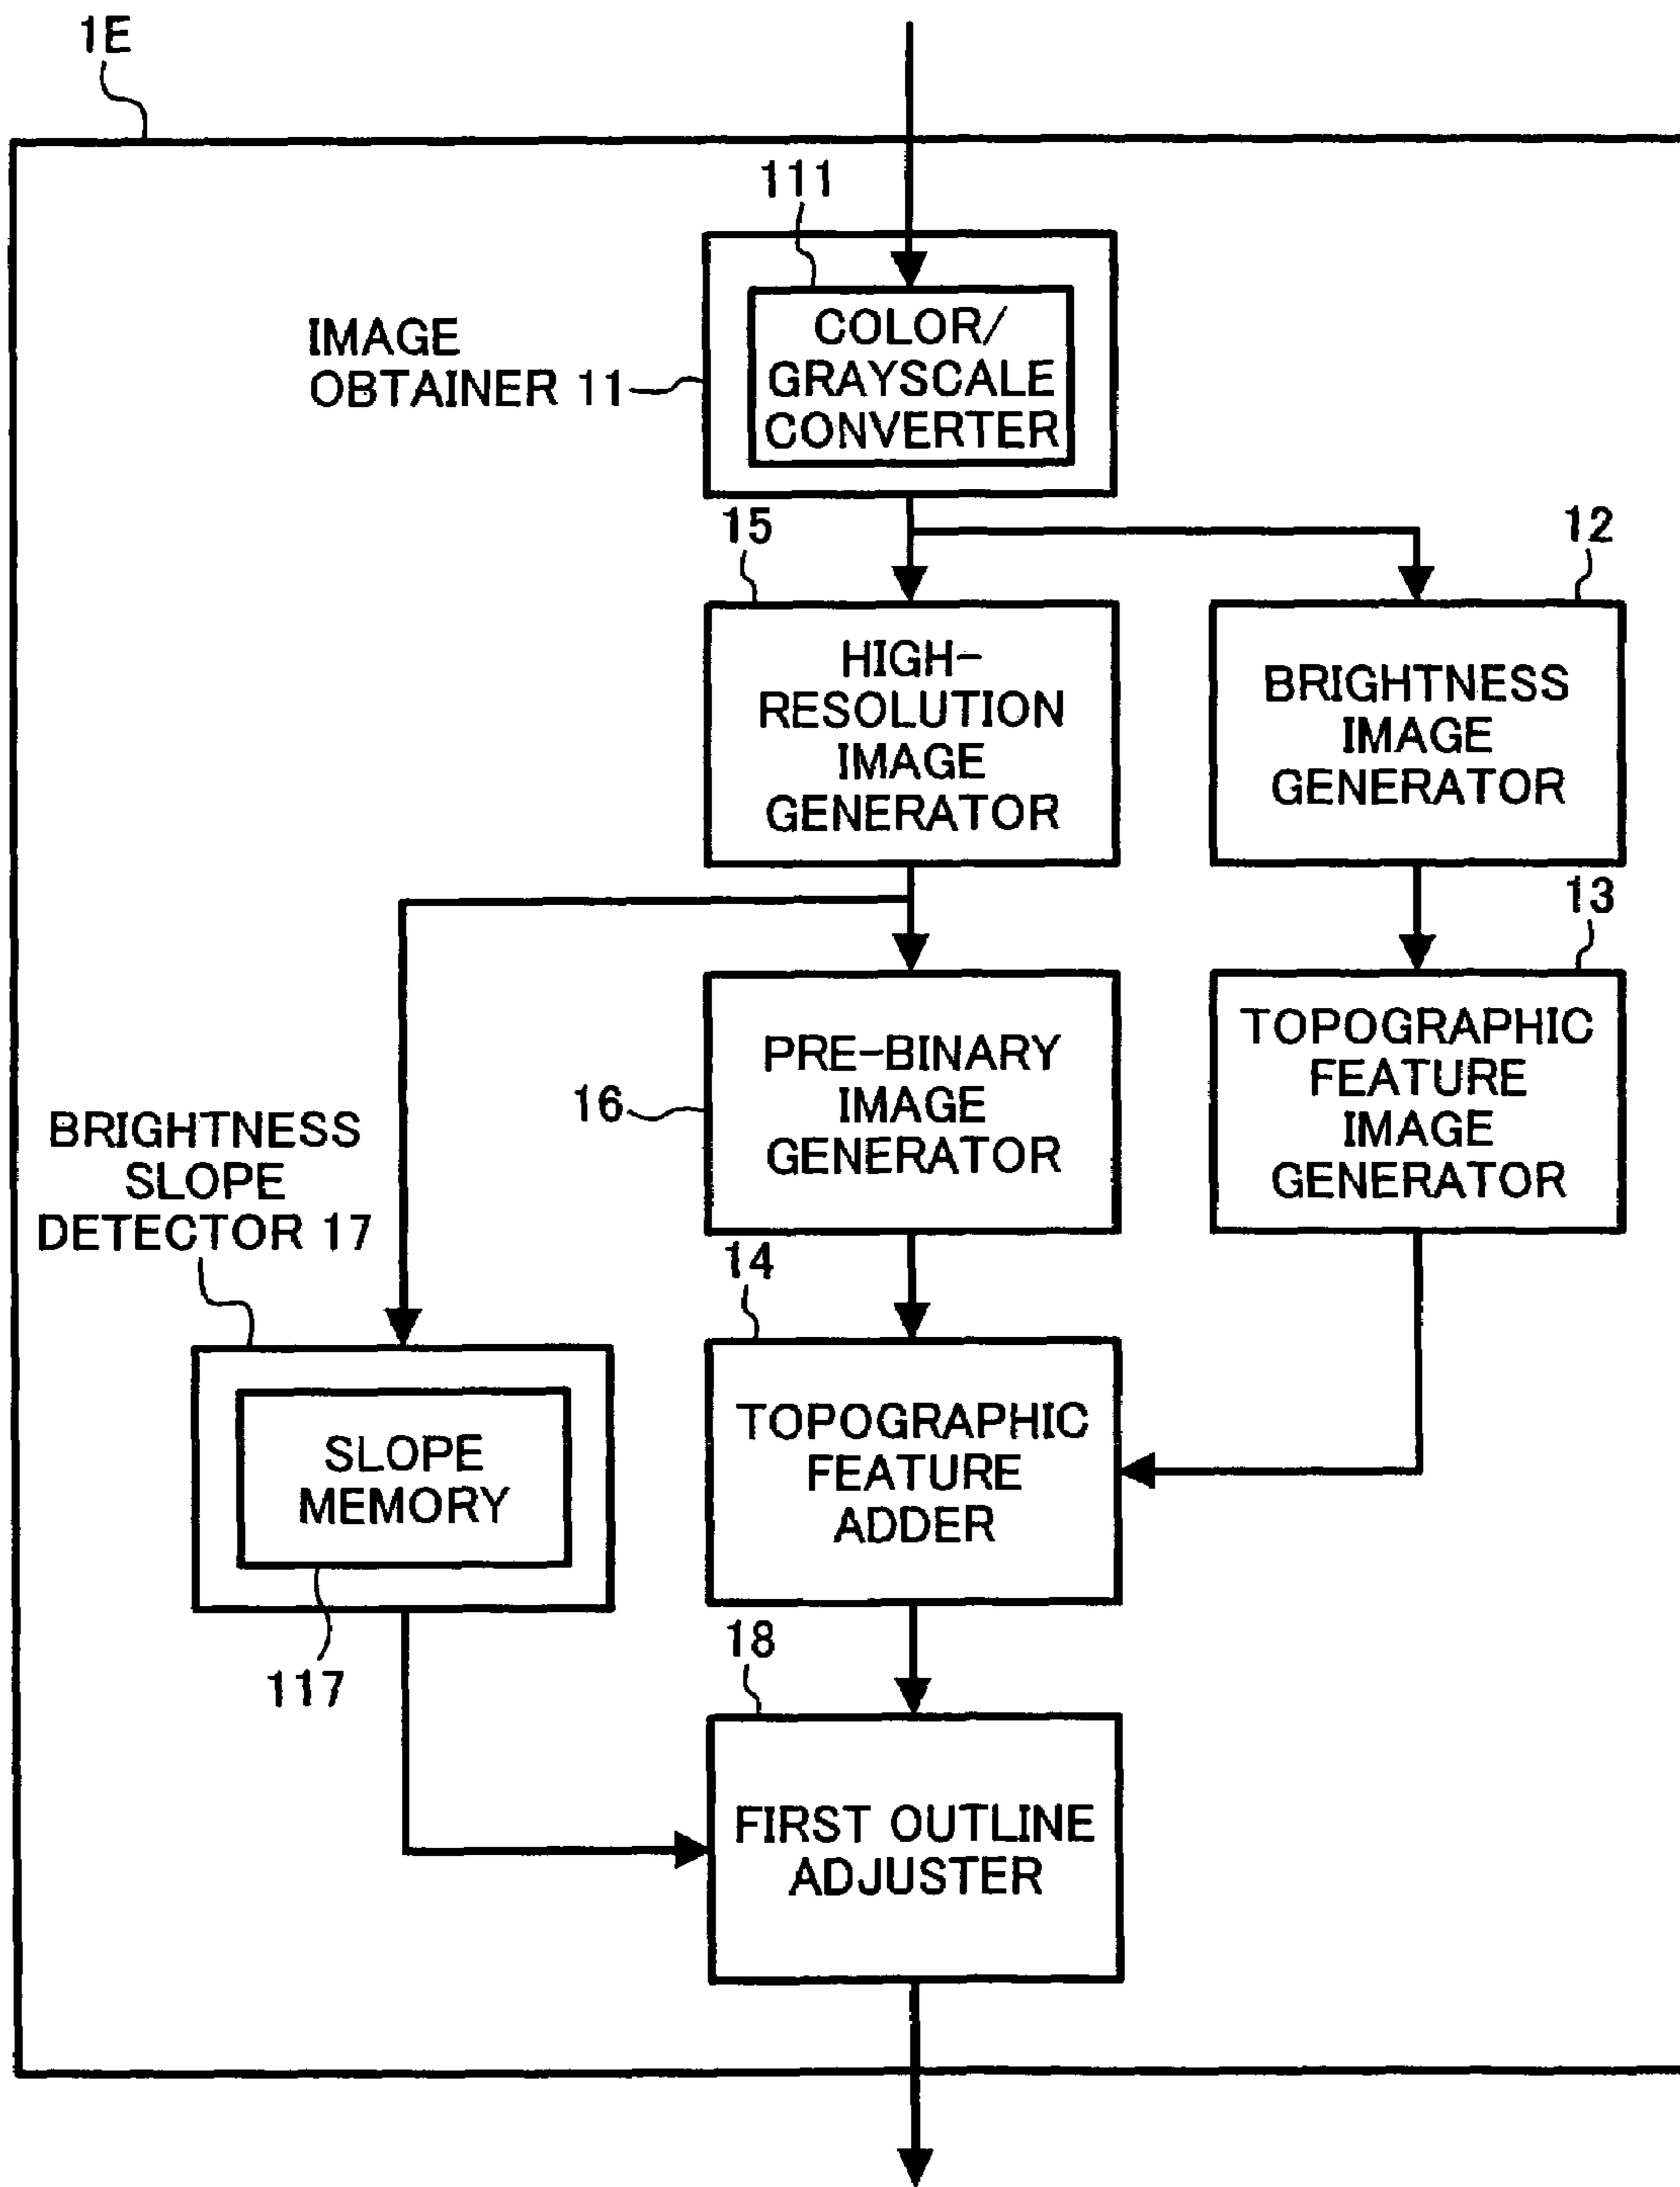 1E
111
IMAGE
OBTAINER 11
COLOR/
GRAYSCALE
CONVERTER
15
12
HIGH-
RESOLUTION
IMAGE
GENERATOR
BRIGHTNESS
IMAGE
GENERATOR
13
16
PRE-BINARY
IMAGE
GENERATOR
TOPOGRAPHIC
FEATURE
IMAGE
GENERATOR
BRIGHTNESS
SLOPE
DETECTOR 17
14
SLOPE
MEMORY
117
TOPOGRAPHIC
FEATURE
ADDER
18
FIRST OUTLINE
ADJUSTER